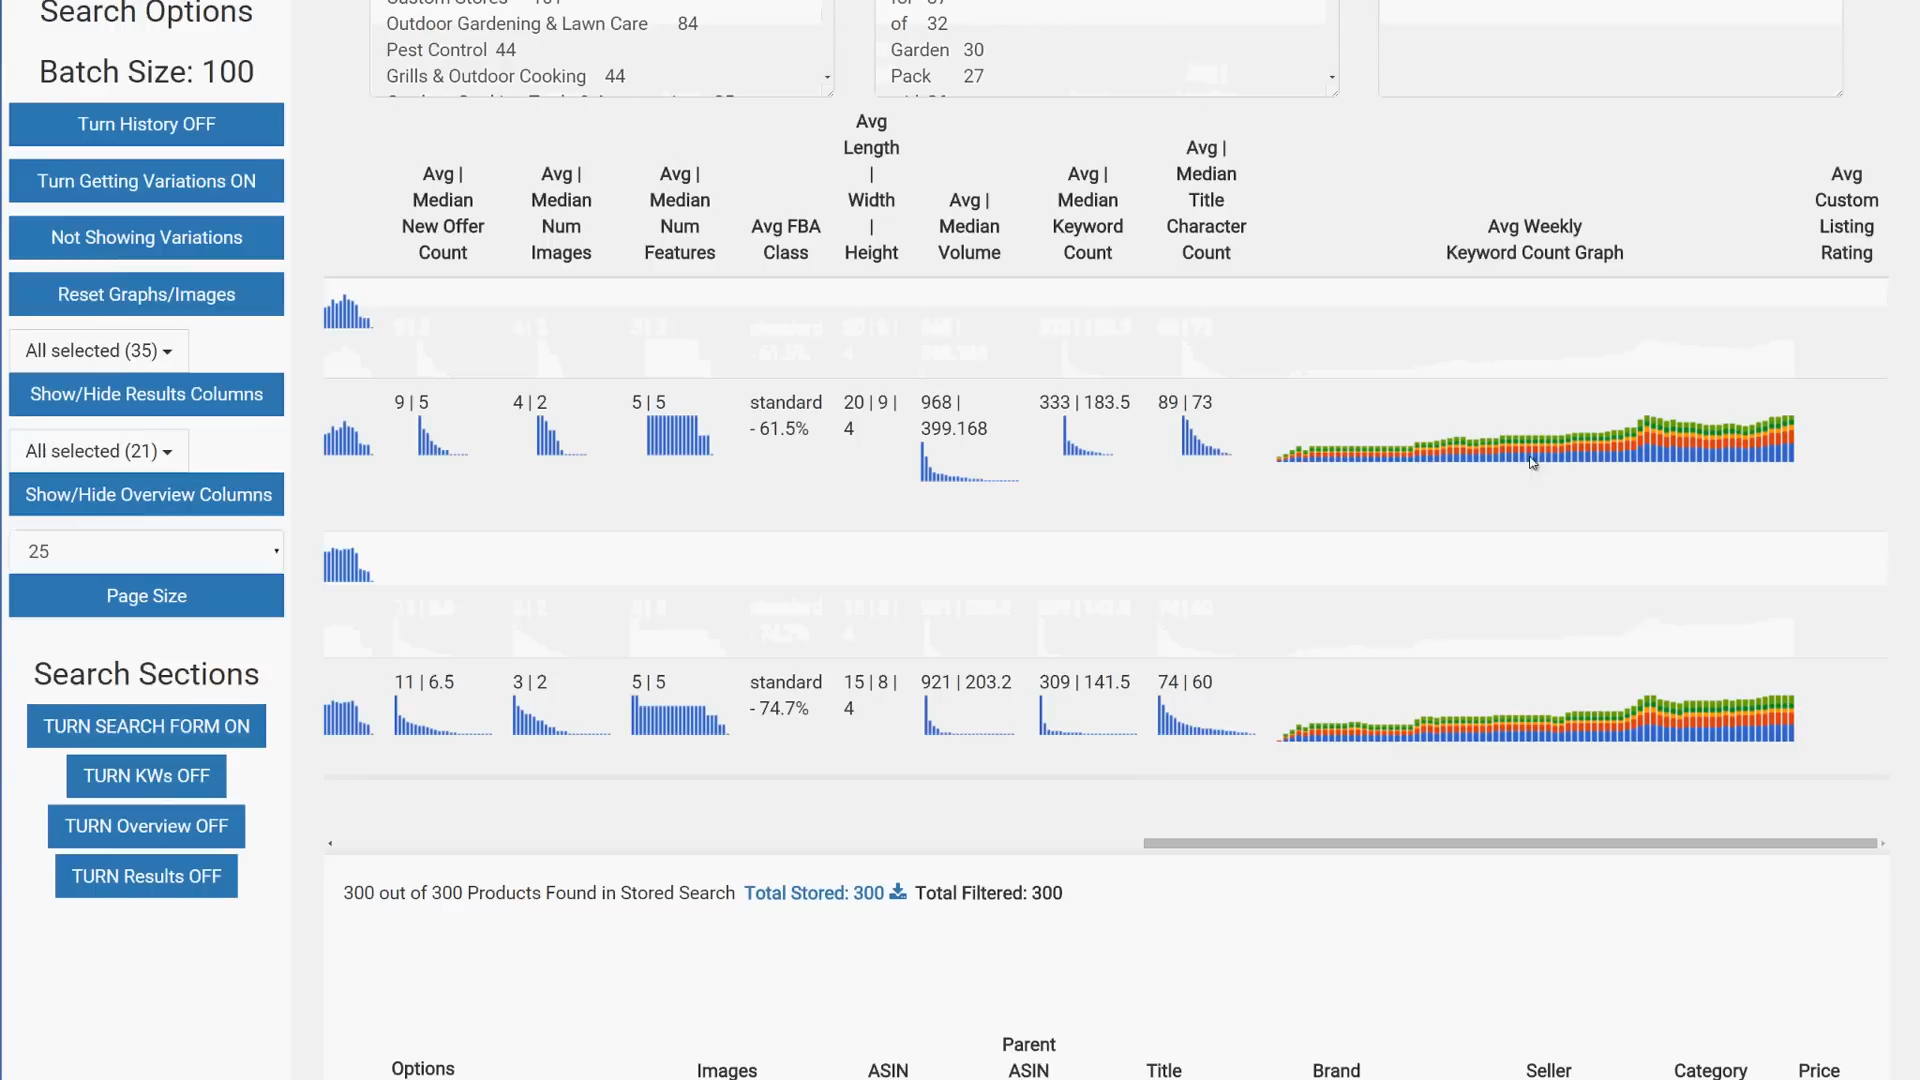 Search Options
Batch Size: 100
Turn History OFF
Turn Getting Variations ON
Not Showing Variations
Reset Graphs/Images
All selected (35)
Show/Hide Results Columns
All selected (21)
Show/Hide Overview Columns
25
Page Size
Search Sections
TURN SEARCH FORM ON
TURN KWs OFF
TURN Overview OFF
TURN Results OFF
Outdoor Gardening & Lawn Care 84
Pest Control 44
Grills & Outdoor Cooking 44
of 32
Garden 30
Pack 27
Avg |
Median
New Offer
Count
Avg |
Median
Num
Images
Avg |
Median
Num
Features
Avg FBA
Class
Avg
Length
|
Width
|
Height
Avg |
Median
Volume
Avg |
Median
Keyword
Count
Avg |
Median
Title
Character
Count
Avg Weekly
Keyword Count Graph
Avg
Custom
Listing
Rating
9 | 5
4 | 2
5 | 5
standard
- 61.5%
20 | 9 |
4
968 |
399.168
333 | 183.5
89 | 73
11 | 6.5
3 | 2
5 | 5
standard
- 74.7%
15 | 8 |
4
921 | 203.2
309 | 141.5
74 | 60
300 out of 300 Products Found in Stored Search Total Stored: 300 Total Filtered: 300
Options
Images
ASIN
Parent
ASIN
Title
Brand
Seller
Category
Price